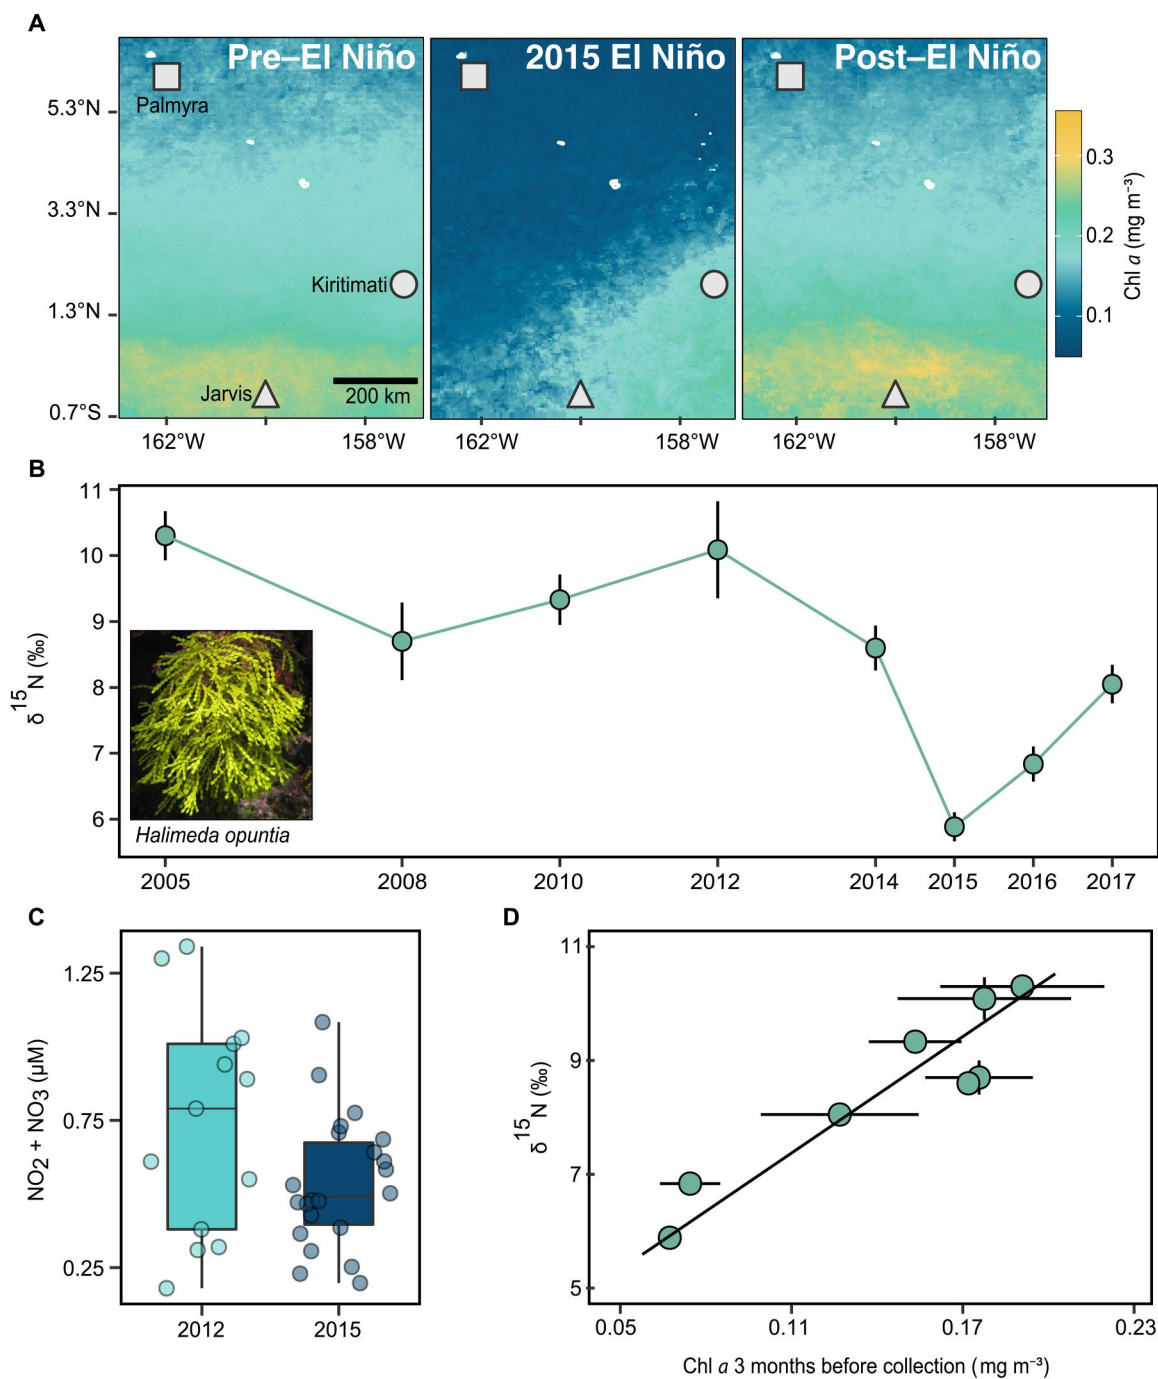 A
Pre–El Niño
2015 El Niño
Post–El Niño
Palmyra
Kiritimati
Jarvis
200 km
5.3°N
3.3°N
1.3°N
0.7°S
162°W
158°W
162°W
158°W
162°W
158°W
0.3
0.2
0.1
Chl a (mg m⁻³)
B
11
10
9
8
7
6
δ¹⁵N (‰)
Halimeda opuntia
2005
2008
2010
2012
2014
2015
2016
2017
C
1.25
0.75
0.25
NO₂ + NO₃ (µM)
2012
2015
D
11
9
7
5
δ¹⁵N (‰)
0.05
0.11
0.17
0.23
Chl a 3 months before collection (mg m⁻³)